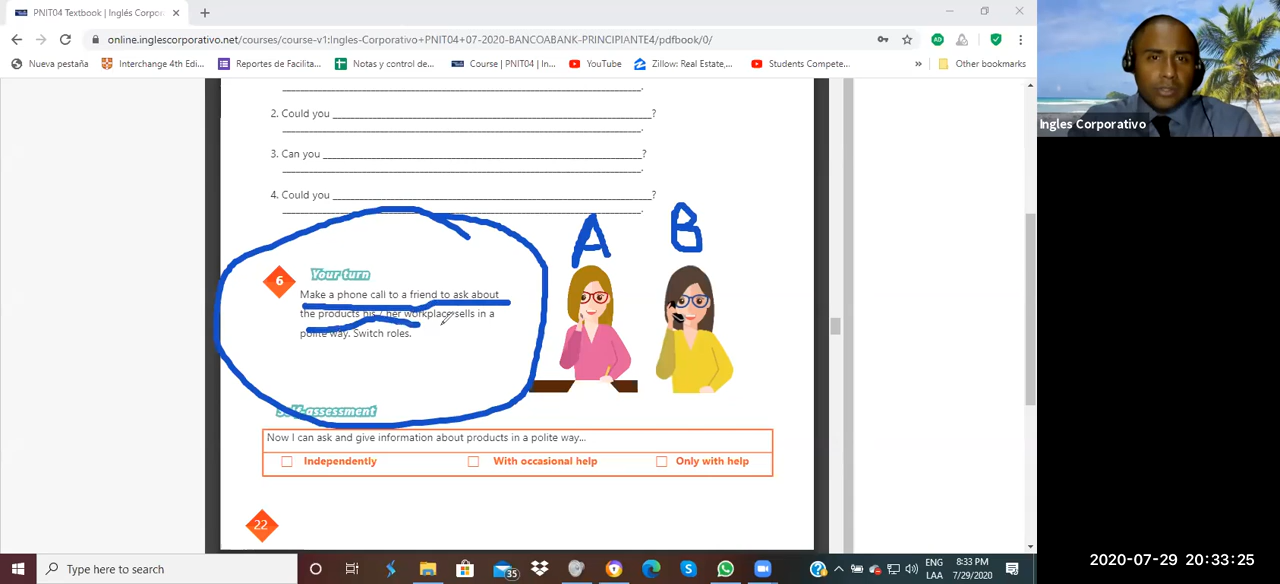 PNIT04 Textbook | Inglés Corpor
online.inglescorporativo.net/courses/course-v1:Ingles-Corporativo+PNIT04+07-2020-BANCOABANK-PRINCIPIANTE4/pdfbook/0/
Nueva pestaña
Interchange 4th Edi...
Reportes de Facilita...
Notas y control de...
Course | PNIT04 | In...
YouTube
Zillow: Real Estate,...
Students Compete...
»
Other bookmarks
Ingles Corporativo
2. Could you ?
3. Can you ?
4. Could you ?
A B
6 Your turn
Make a phone call to a friend to ask about
the products his / her workplace sells in a
polite way. Switch roles.
Self-assessment
Now I can ask and give information about products in a polite way...
Independently With occasional help Only with help
22
Type here to search
35
ENG
LAA
8:33 PM
7/29/2020
2020-07-29 20:33:25